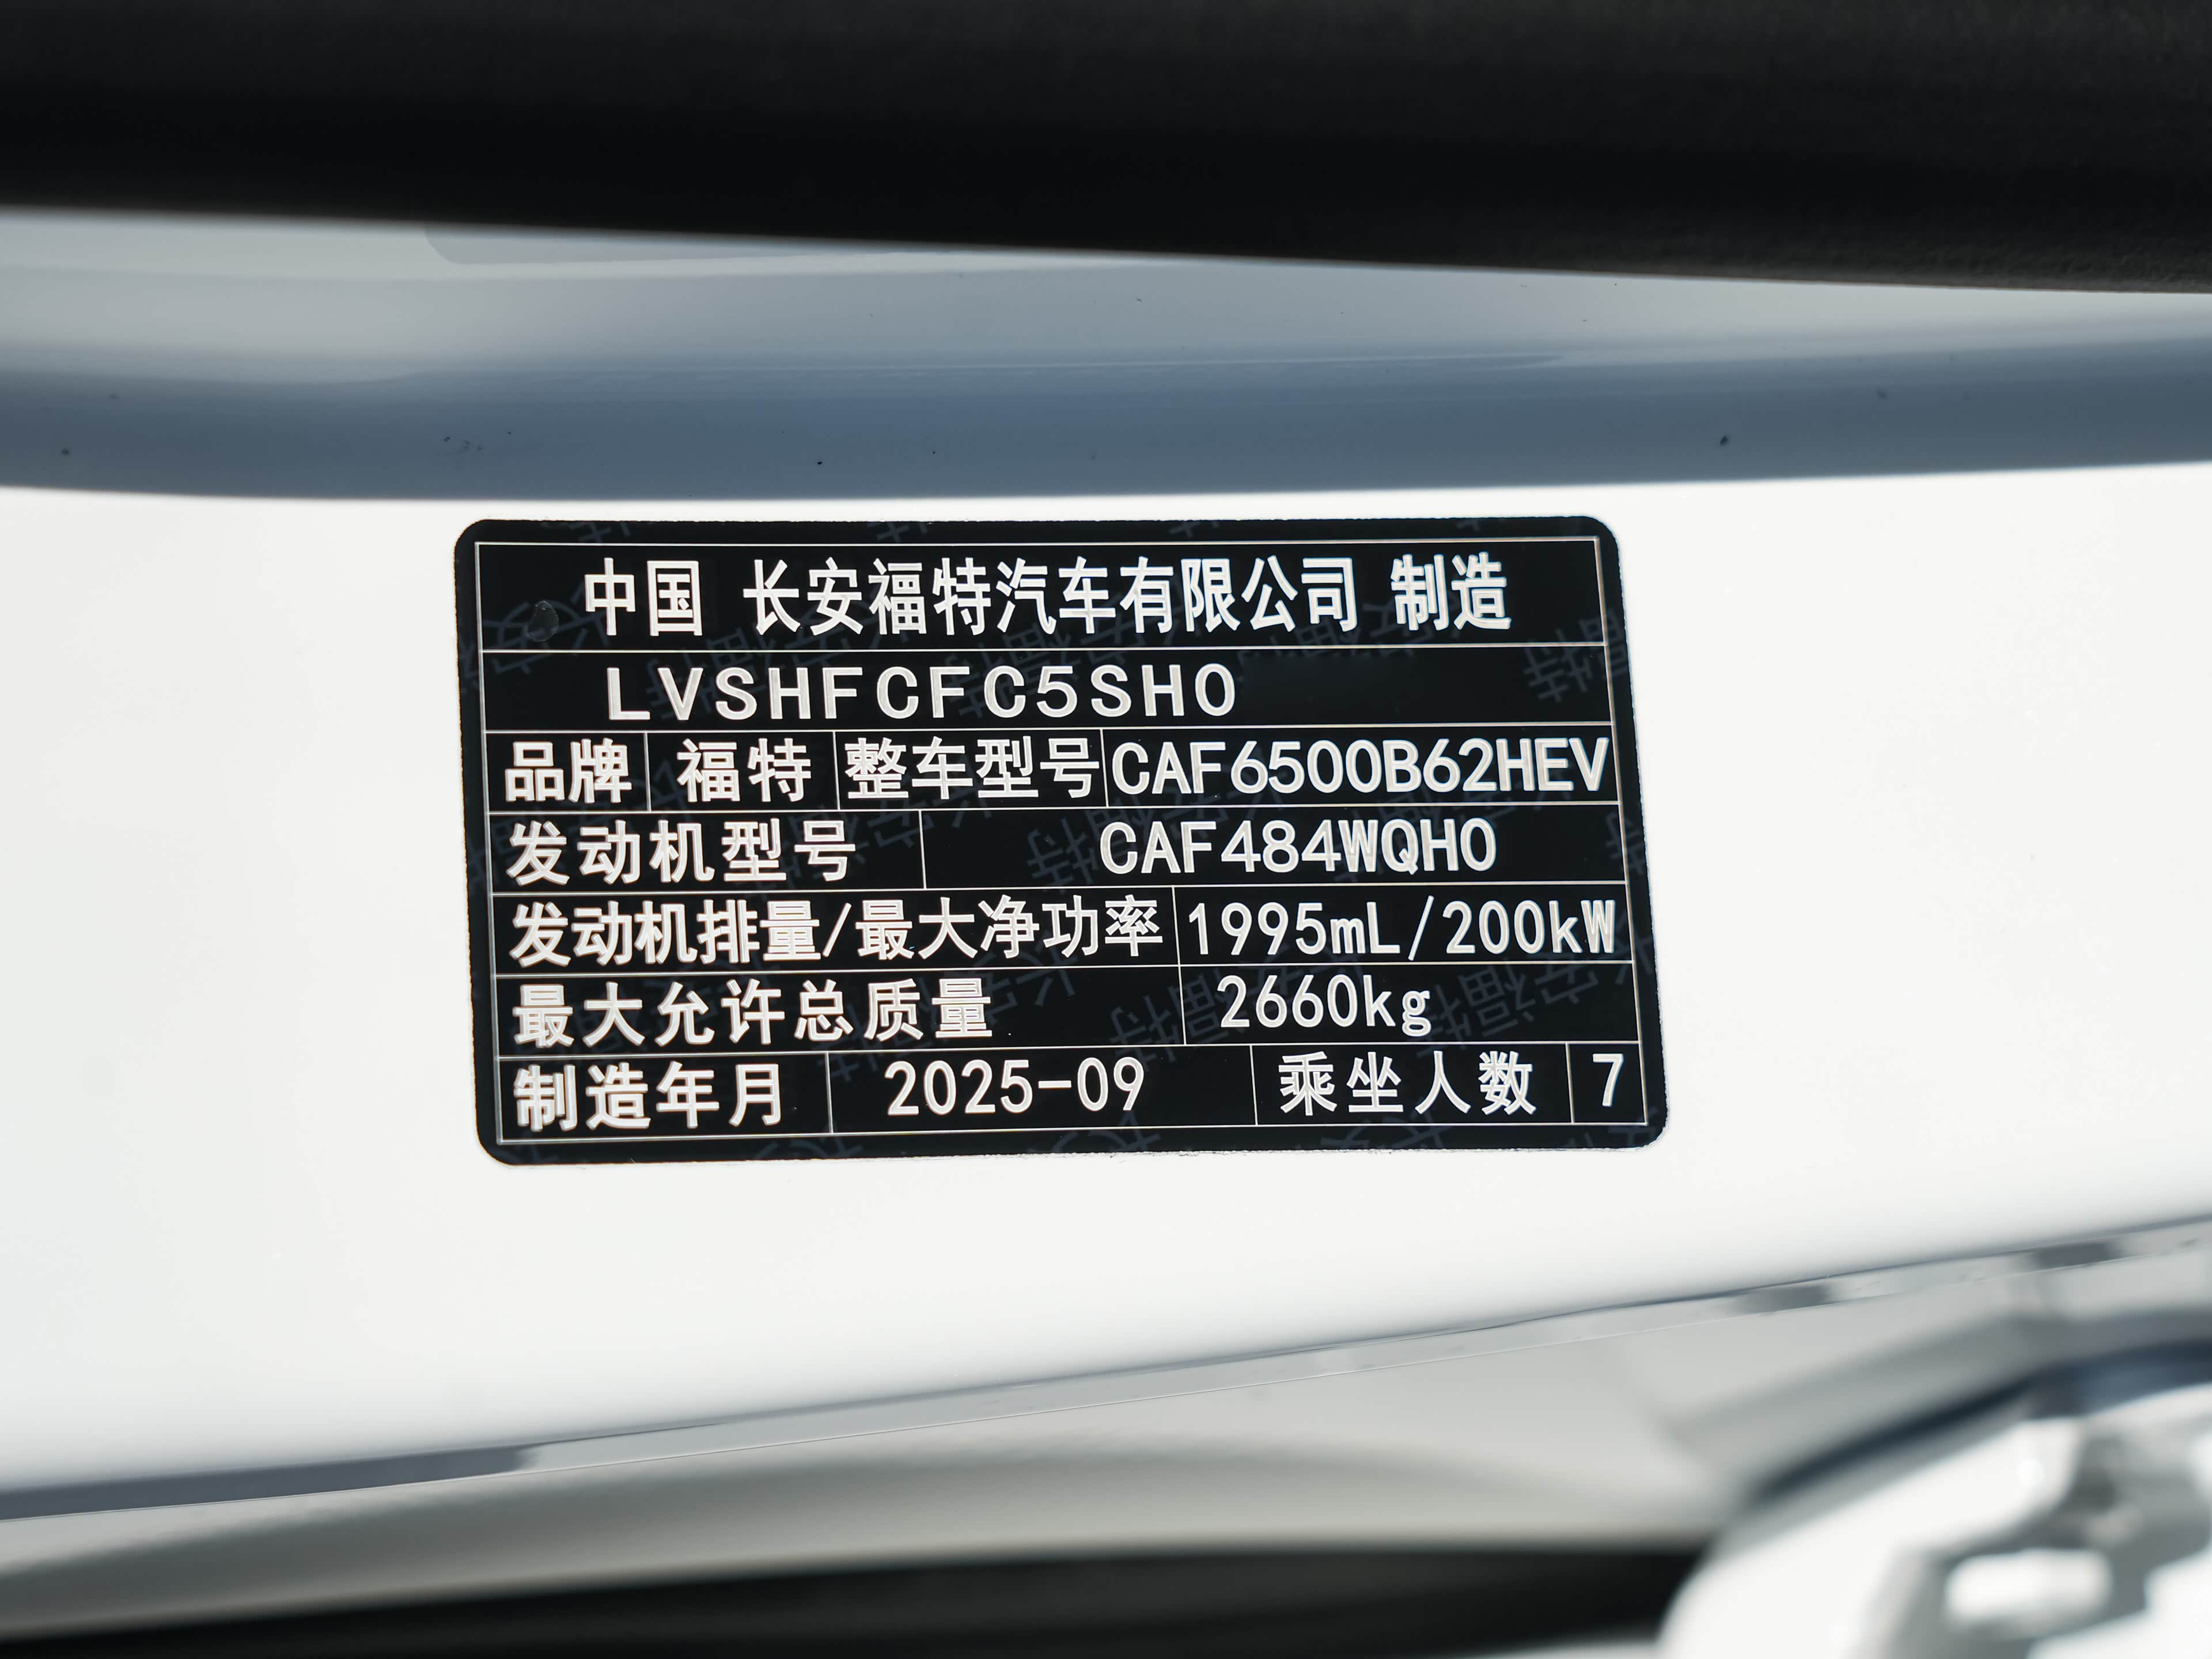 中国 长安福特汽车有限公司 制造
LVSHFCFC5SH0
品牌 福特 整车型号 CAF6500B62HEV
发动机型号 CAF484WQH0
发动机排量/最大净功率 1995mL/200kW
最大允许总质量 2660kg
制造年月 2025-09 乘坐人数 7